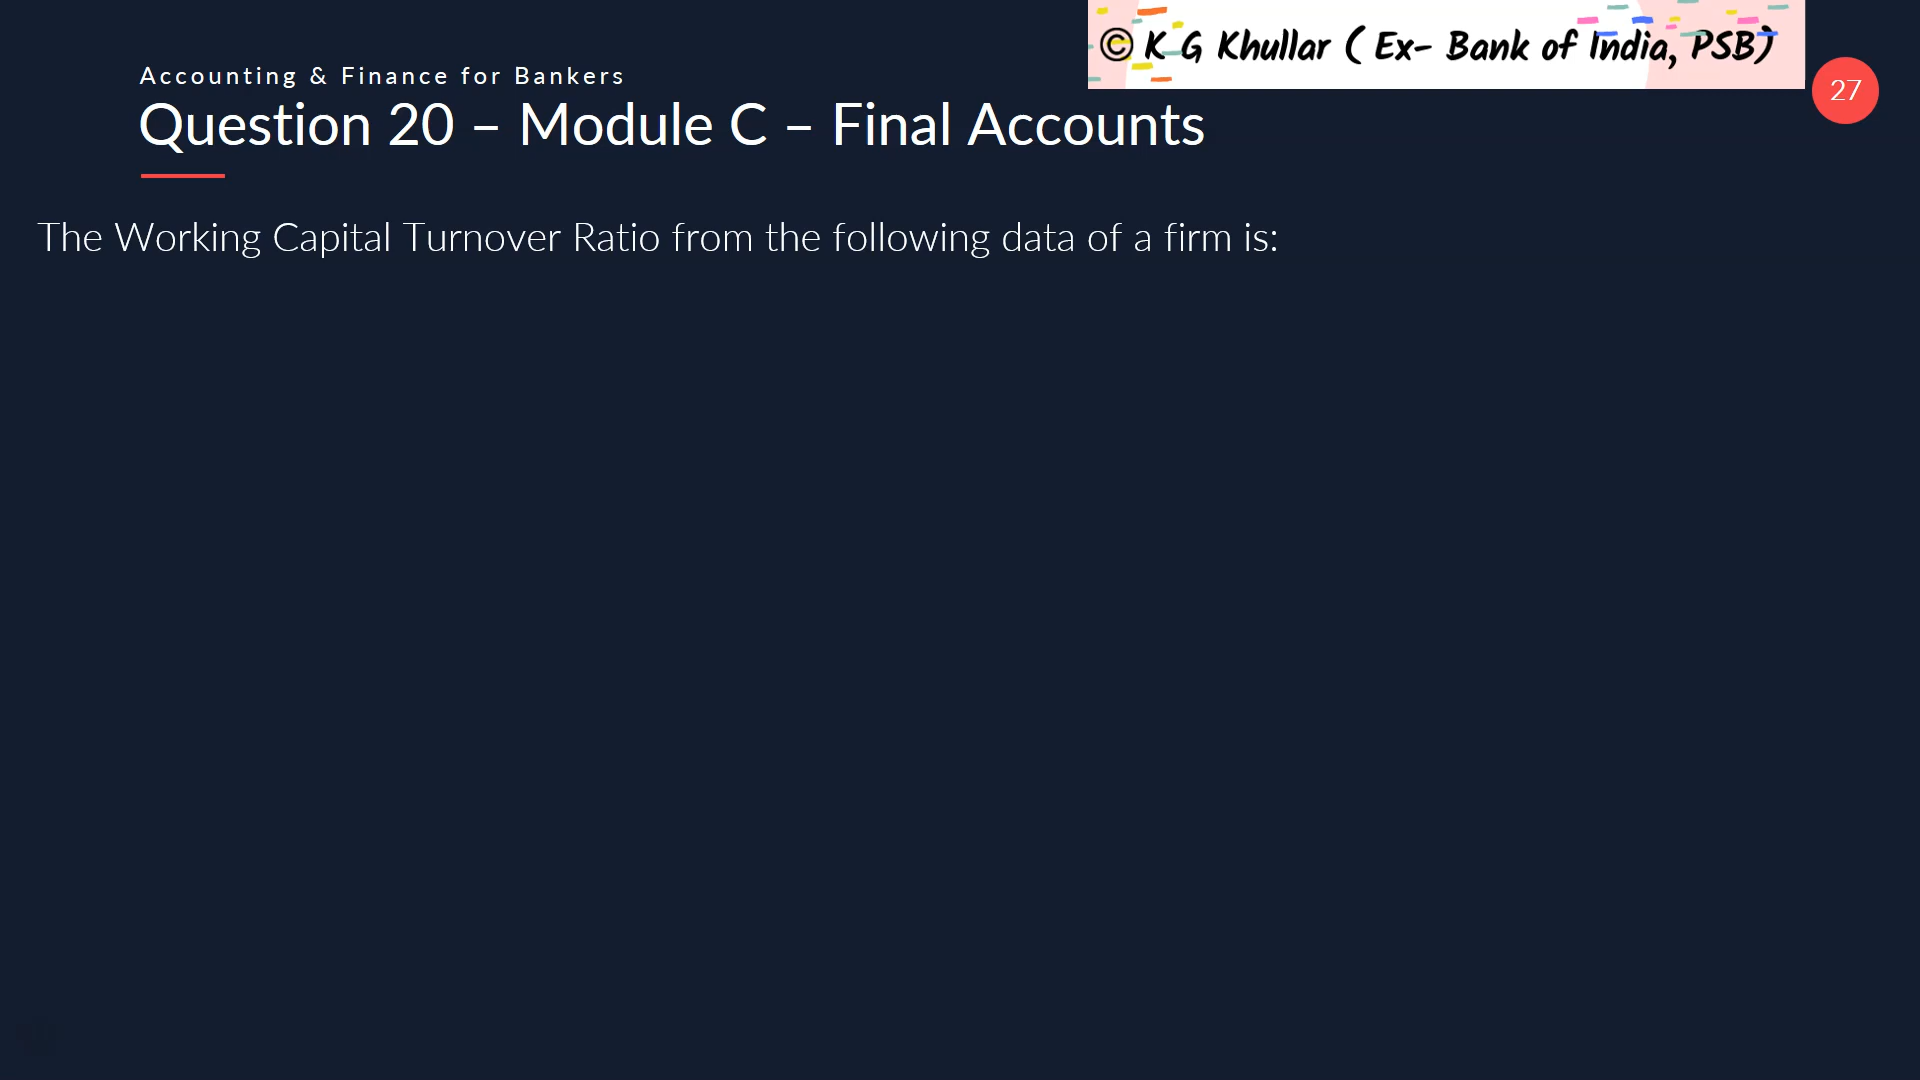 © K G Khullar ( Ex- Bank of India, PSB)
Accounting & Finance for Bankers
27
Question 20 – Module C – Final Accounts
The Working Capital Turnover Ratio from the following data of a firm is: